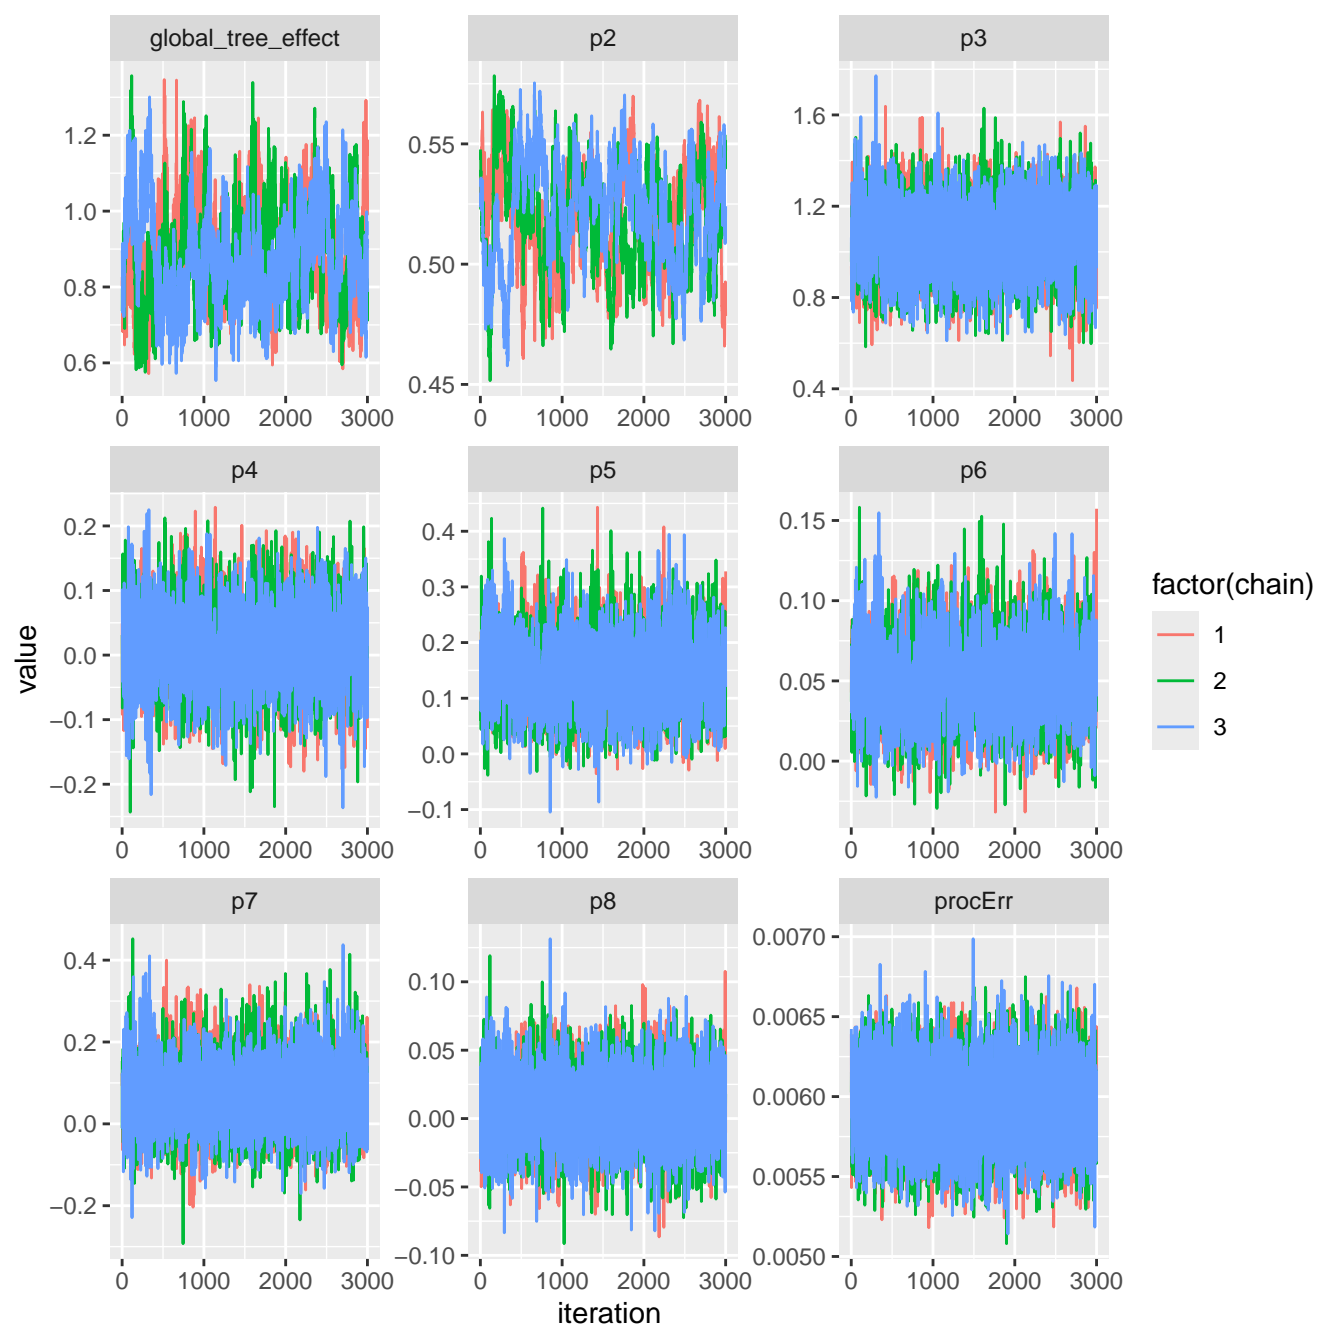 global_tree_effect
p2
p3
1.2
1.0
0.8
0.6
0.55
0.50
0.45
1.6
1.2
0.8
0.4
0 1000 2000 3000
0 1000 2000 3000
0 1000 2000 3000
p4
p5
p6
0.2
0.1
0.0
−0.1
−0.2
0.4
0.3
0.2
0.1
0.0
−0.1
0.15
0.10
0.05
0.00
0 1000 2000 3000
0 1000 2000 3000
0 1000 2000 3000
p7
p8
procErr
0.4
0.2
0.0
−0.2
0.10
0.05
0.00
−0.05
−0.10
0.0070
0.0065
0.0060
0.0055
0.0050
0 1000 2000 3000
0 1000 2000 3000
0 1000 2000 3000
value
iteration
factor(chain)
1
2
3